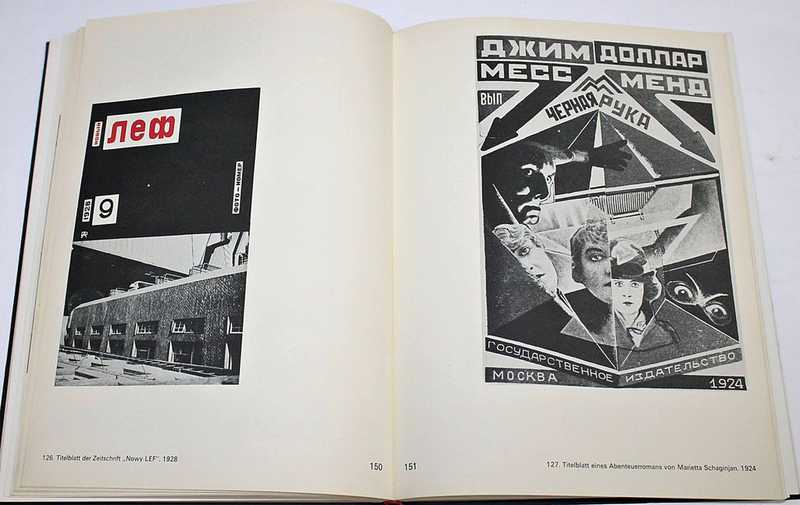 новый
леф
9
1928
ФОТО—НОМЕР
126. Titelblatt der Zeitschrift „Nowy LEF". 1928
150
ДЖИМ ДОЛЛАР
МЕСС МЕНД
ВЫП
ЧЕРНАЯ РУКА
ГОСУДАРСТВЕННОЕ ИЗДАТЕЛЬСТВО
МОСКВА
1924
151
127. Titelblatt eines Abenteuerromans von Marietta Schaginjan. 1924